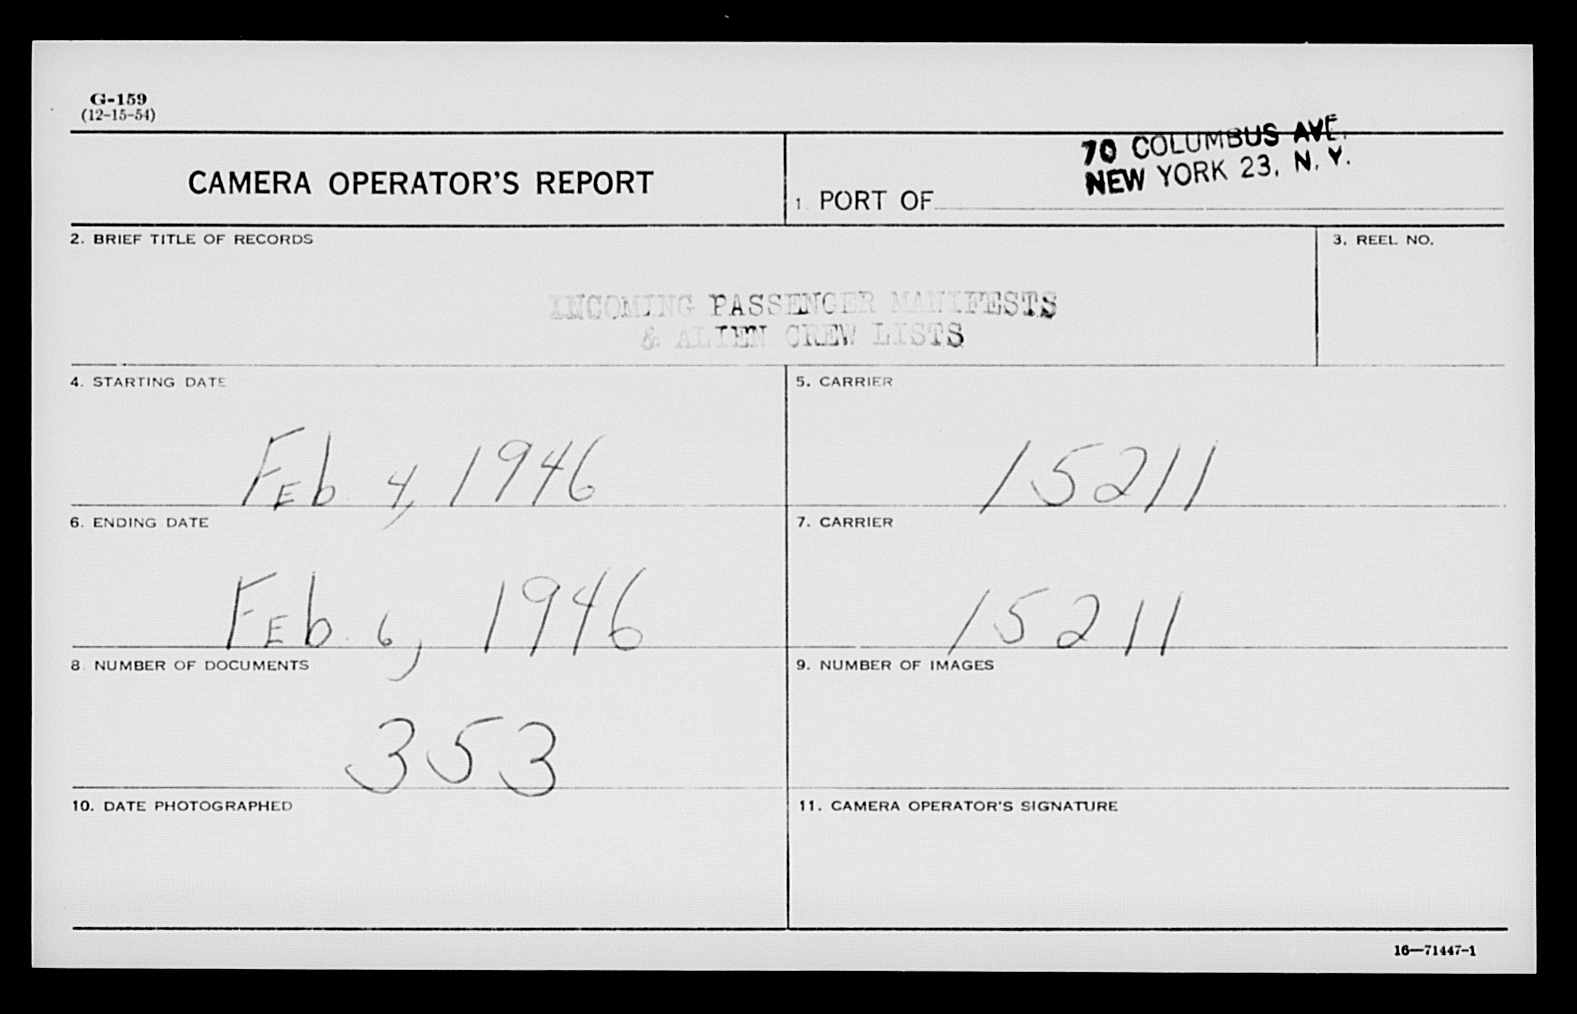 G-159
(12-15-54)
CAMERA OPERATOR'S REPORT
1 PORT OF
70 COLUMBUS AVE.
NEW YORK 23, N. Y.
2. BRIEF TITLE OF RECORDS
3. REEL NO.
INCOMING PASSENGER MANIFESTS
& ALIEN CREW LISTS
4. STARTING DATE
5. CARRIER
FEb 4, 1946
15211
6. ENDING DATE
7. CARRIER
FEb. 6, 1946
15211
8 NUMBER OF DOCUMENTS
9. NUMBER OF IMAGES
353
10. DATE PHOTOGRAPHED
11. CAMERA OPERATOR'S SIGNATURE
16—71447-1